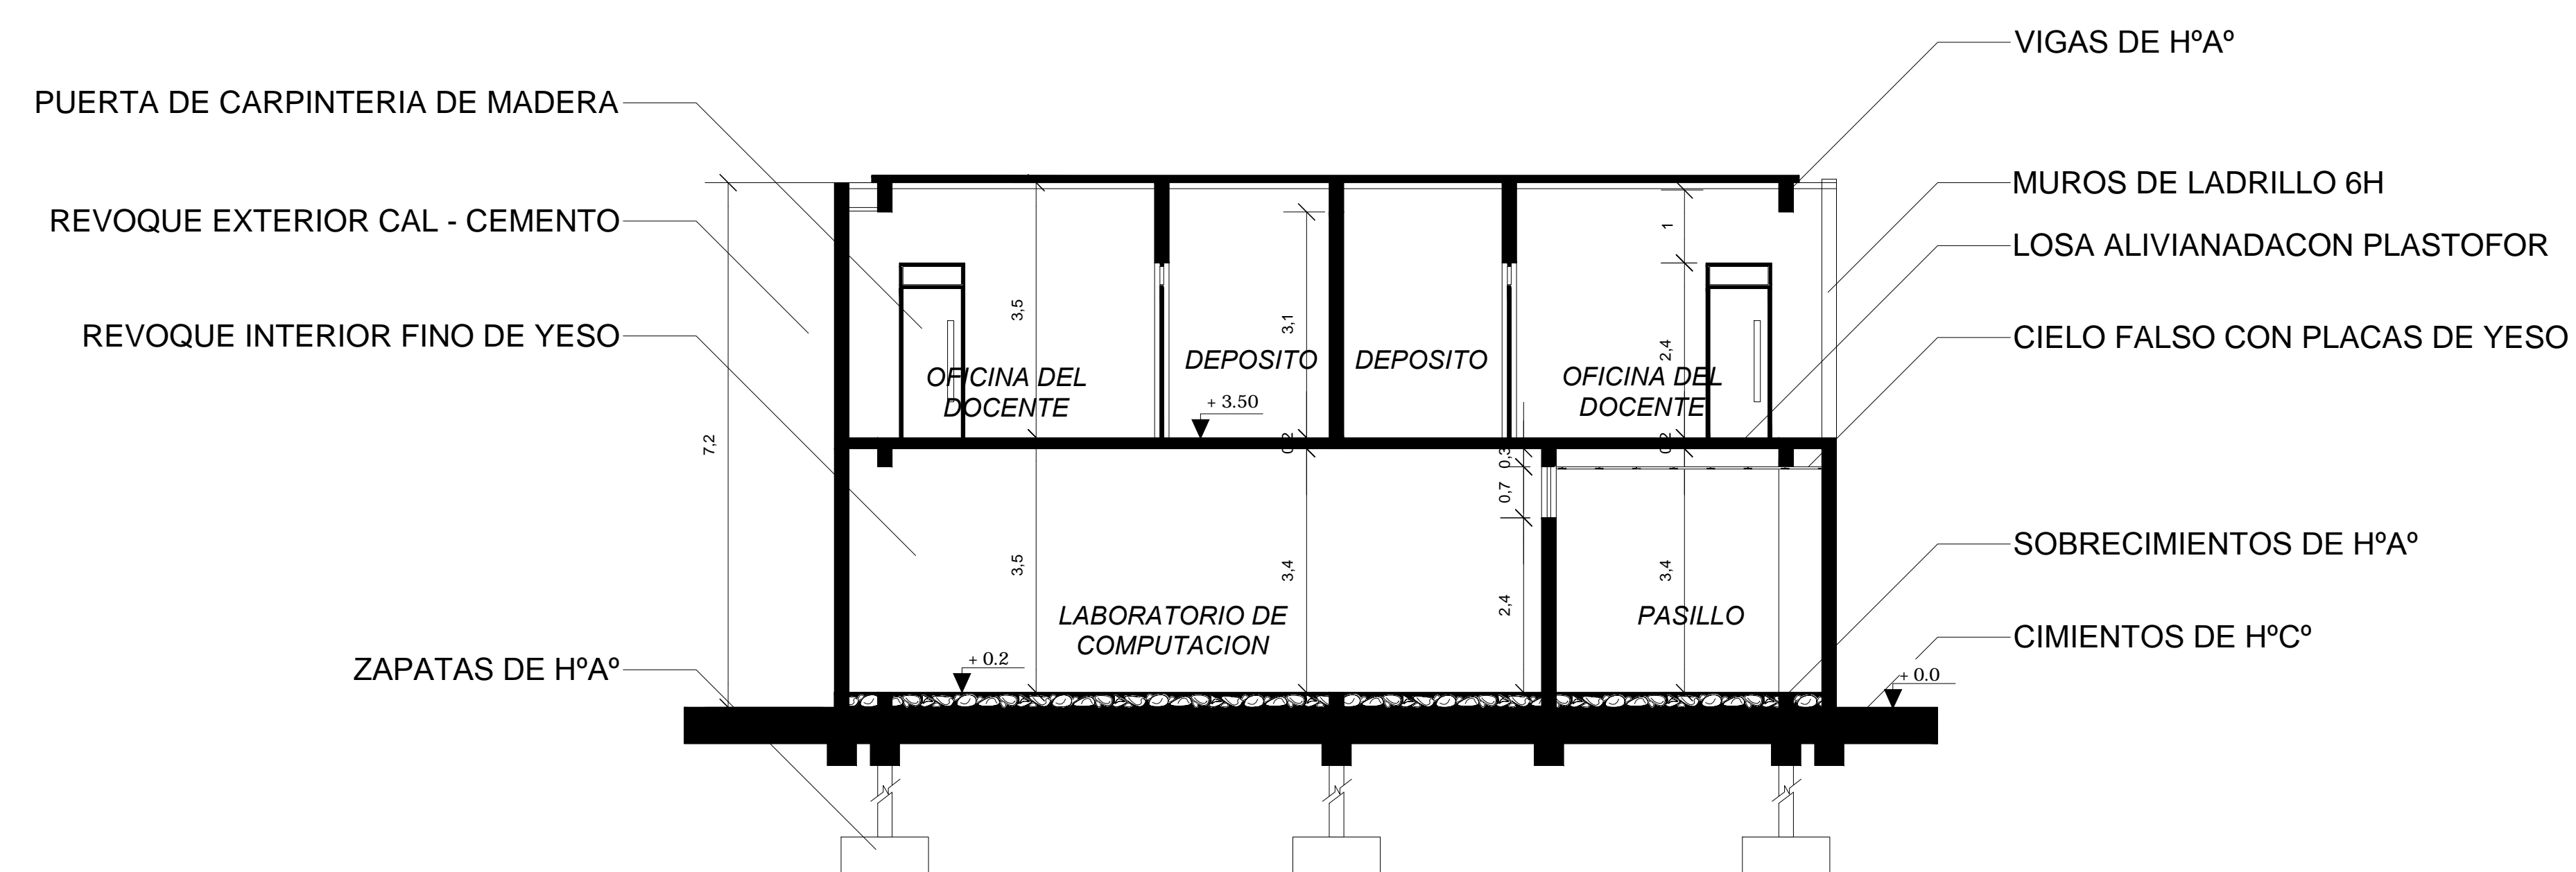 VIGAS DE HºAº
PUERTA DE CARPINTERIA DE MADERA
MUROS DE LADRILLO 6H
REVOQUE EXTERIOR CAL - CEMENTO
LOSA ALIVIANADACON PLASTOFOR
REVOQUE INTERIOR FINO DE YESO
CIELO FALSO CON PLACAS DE YESO
SOBRECIMIENTOS DE HºAº
CIMIENTOS DE HºCº
ZAPATAS DE HºAº
7,2
3,5
3,1
1
2,4
OFICINA DEL
DOCENTE
DEPOSITO
DEPOSITO
OFICINA DEL
DOCENTE
+ 3.50
0,2
0,3
0,2
0,7
3,5
3,4
2,4
3,4
LABORATORIO DE
COMPUTACION
PASILLO
+ 0.2
+ 0.0